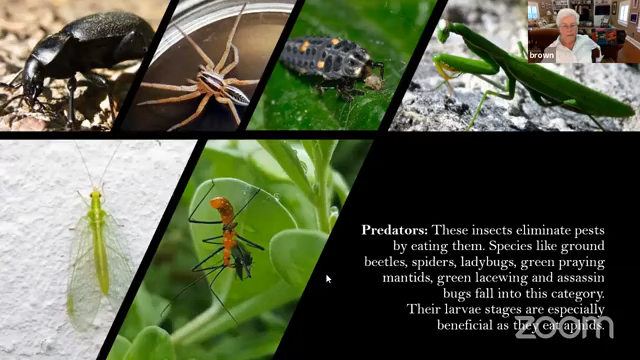 brown
Predators: These insects eliminate pests
by eating them. Species like ground
beetles, spiders, ladybugs, green praying
mantids, green lacewing and assassin
bugs fall into this category.
Their larvae stages are especially
beneficial as they eat aphids.
zoom